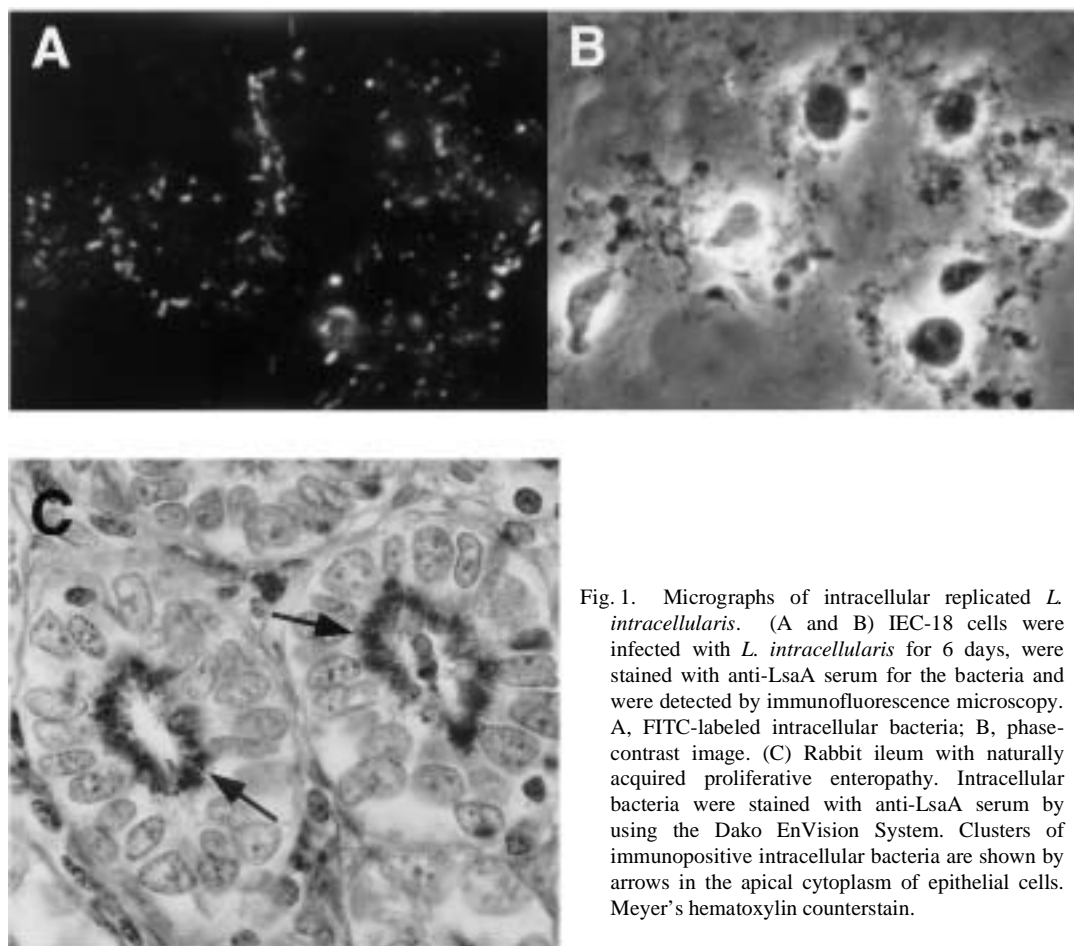 A
B
C
Fig. 1. Micrographs of intracellular replicated L.
intracellularis. (A and B) IEC-18 cells were
infected with L. intracellularis for 6 days, were
stained with anti-LsaA serum for the bacteria and
were detected by immunofluorescence microscopy.
A, FITC-labeled intracellular bacteria; B, phase-
contrast image. (C) Rabbit ileum with naturally
acquired proliferative enteropathy. Intracellular
bacteria were stained with anti-LsaA serum by
using the Dako EnVision System. Clusters of
immunopositive intracellular bacteria are shown by
arrows in the apical cytoplasm of epithelial cells.
Meyer's hematoxylin counterstain.